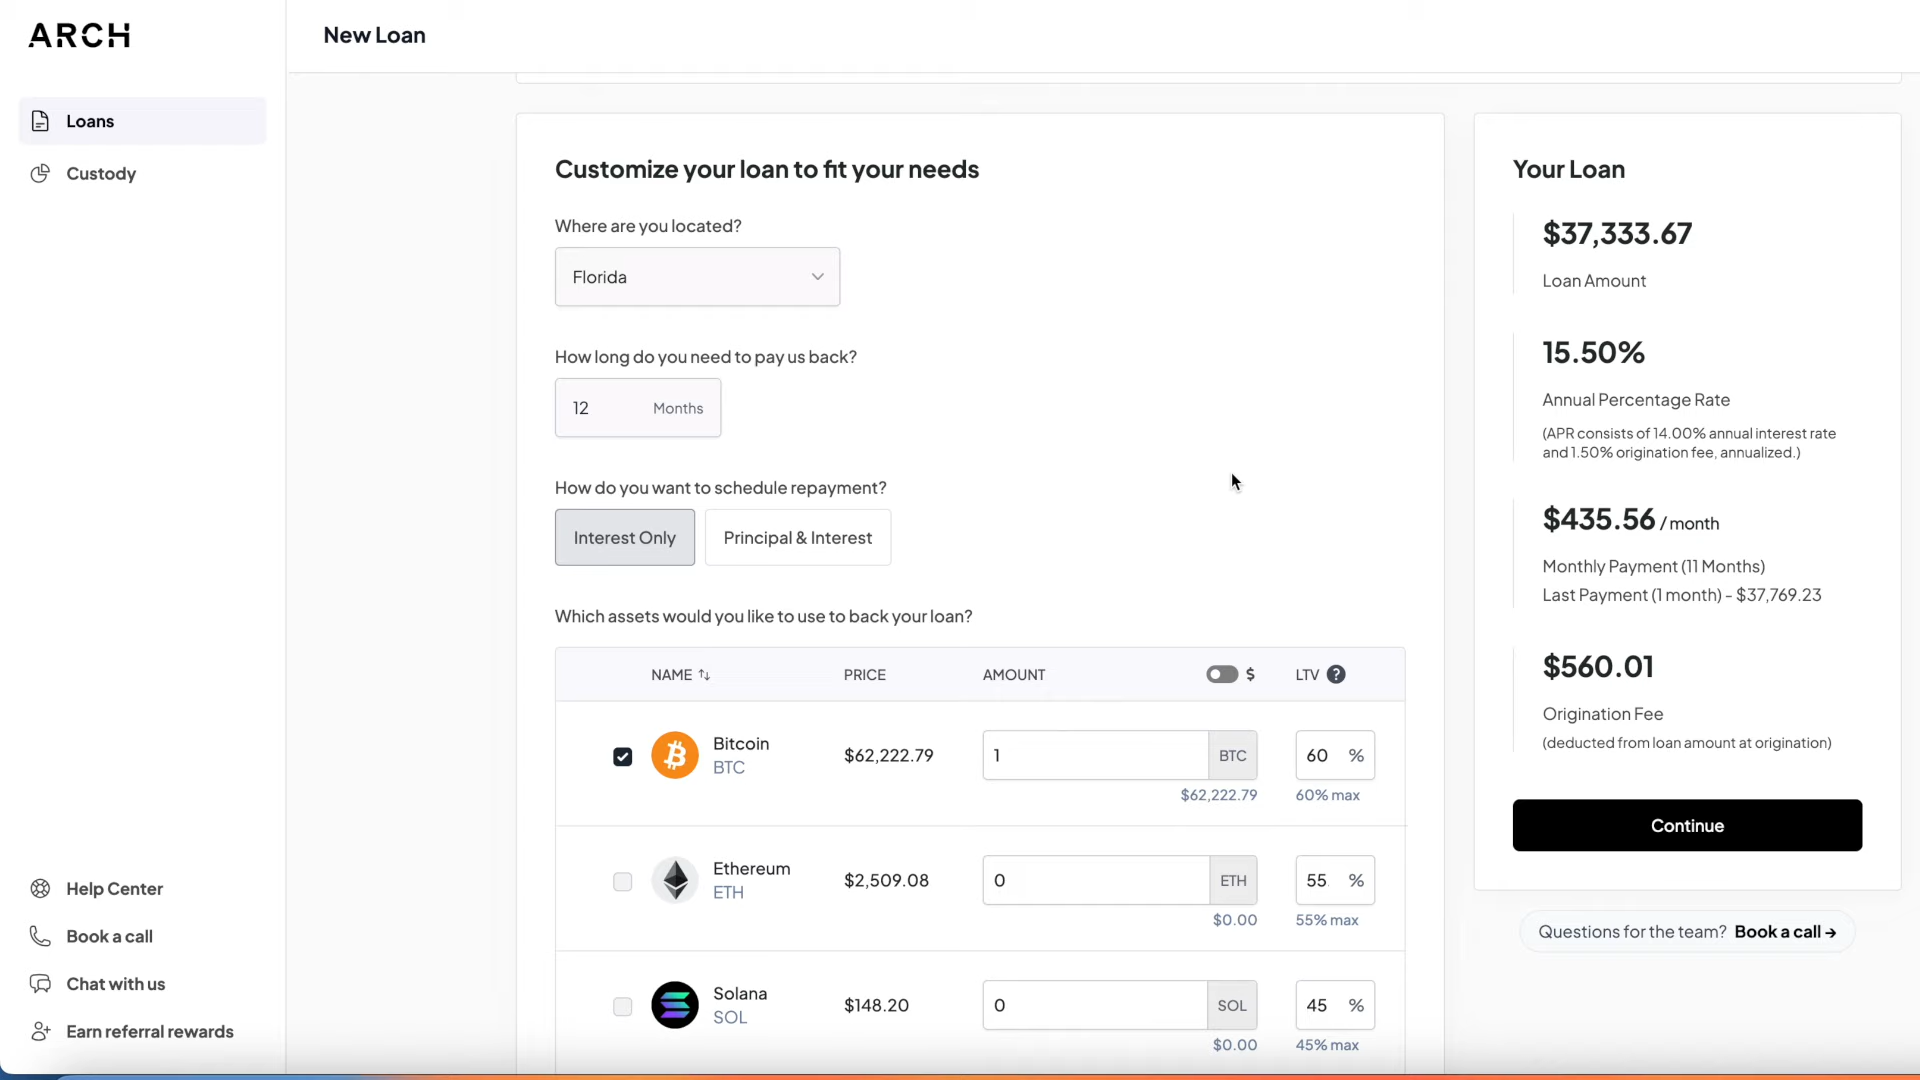 ARCH
New Loan
Loans
Custody
Help Center
Book a call
Chat with us
Earn referral rewards
Customize your loan to fit your needs
Where are you located?
Florida
How long do you need to pay us back?
12 Months
How do you want to schedule repayment?
Interest Only Principal & Interest
Which assets would you like to use to back your loan?
NAME PRICE AMOUNT $ LTV ?
Bitcoin
BTC
$62,222.79
1 BTC
60 %
$62,222.79
60% max
Ethereum
ETH
$2,509.08
0 ETH
55 %
$0.00
55% max
Solana
SOL
$148.20
0 SOL
45 %
$0.00
45% max
Your Loan
$37,333.67
Loan Amount
15.50%
Annual Percentage Rate
(APR consists of 14.00% annual interest rate
and 1.50% origination fee, annualized.)
$435.56 / month
Monthly Payment (11 Months)
Last Payment (1 month) - $37,769.23
$560.01
Origination Fee
(deducted from loan amount at origination)
Continue
Questions for the team? Book a call →